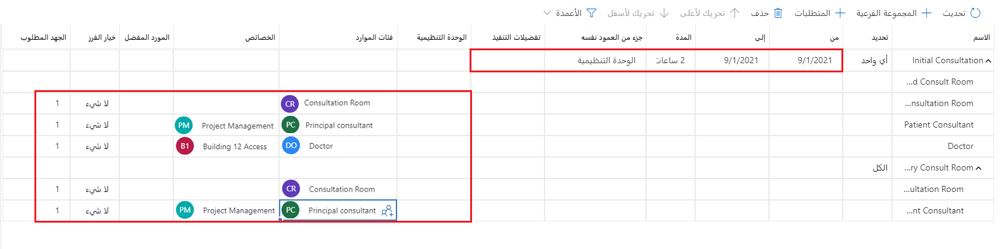 تحديث المجموعة الفرعية المتطلبات حذف تحريك لأعلى تحريك لأسفل الأعمدة
الاسم تحديد من إلى المدة جزء من العمود نفسه تفضيلات التنفيذ الوحدة التنظيمية فئات الموارد الخصائص المورد المفضل خيار الفرز الجهد المطلوب
Initial Consultation أي واحد 9/1/2021 9/1/2021 2 ساعات الوحدة التنظيمية
...d Consult Room
...nsultation Room CR Consultation Room لا شيء 1
Patient Consultant PC Principal consultant PM Project Management لا شيء 1
Doctor DO Doctor B1 Building 12 Access لا شيء 1
...ry Consult Room الكل
...ultation Room CR Consultation Room لا شيء 1
...nt Consultant PC Principal consultant PM Project Management لا شيء 1